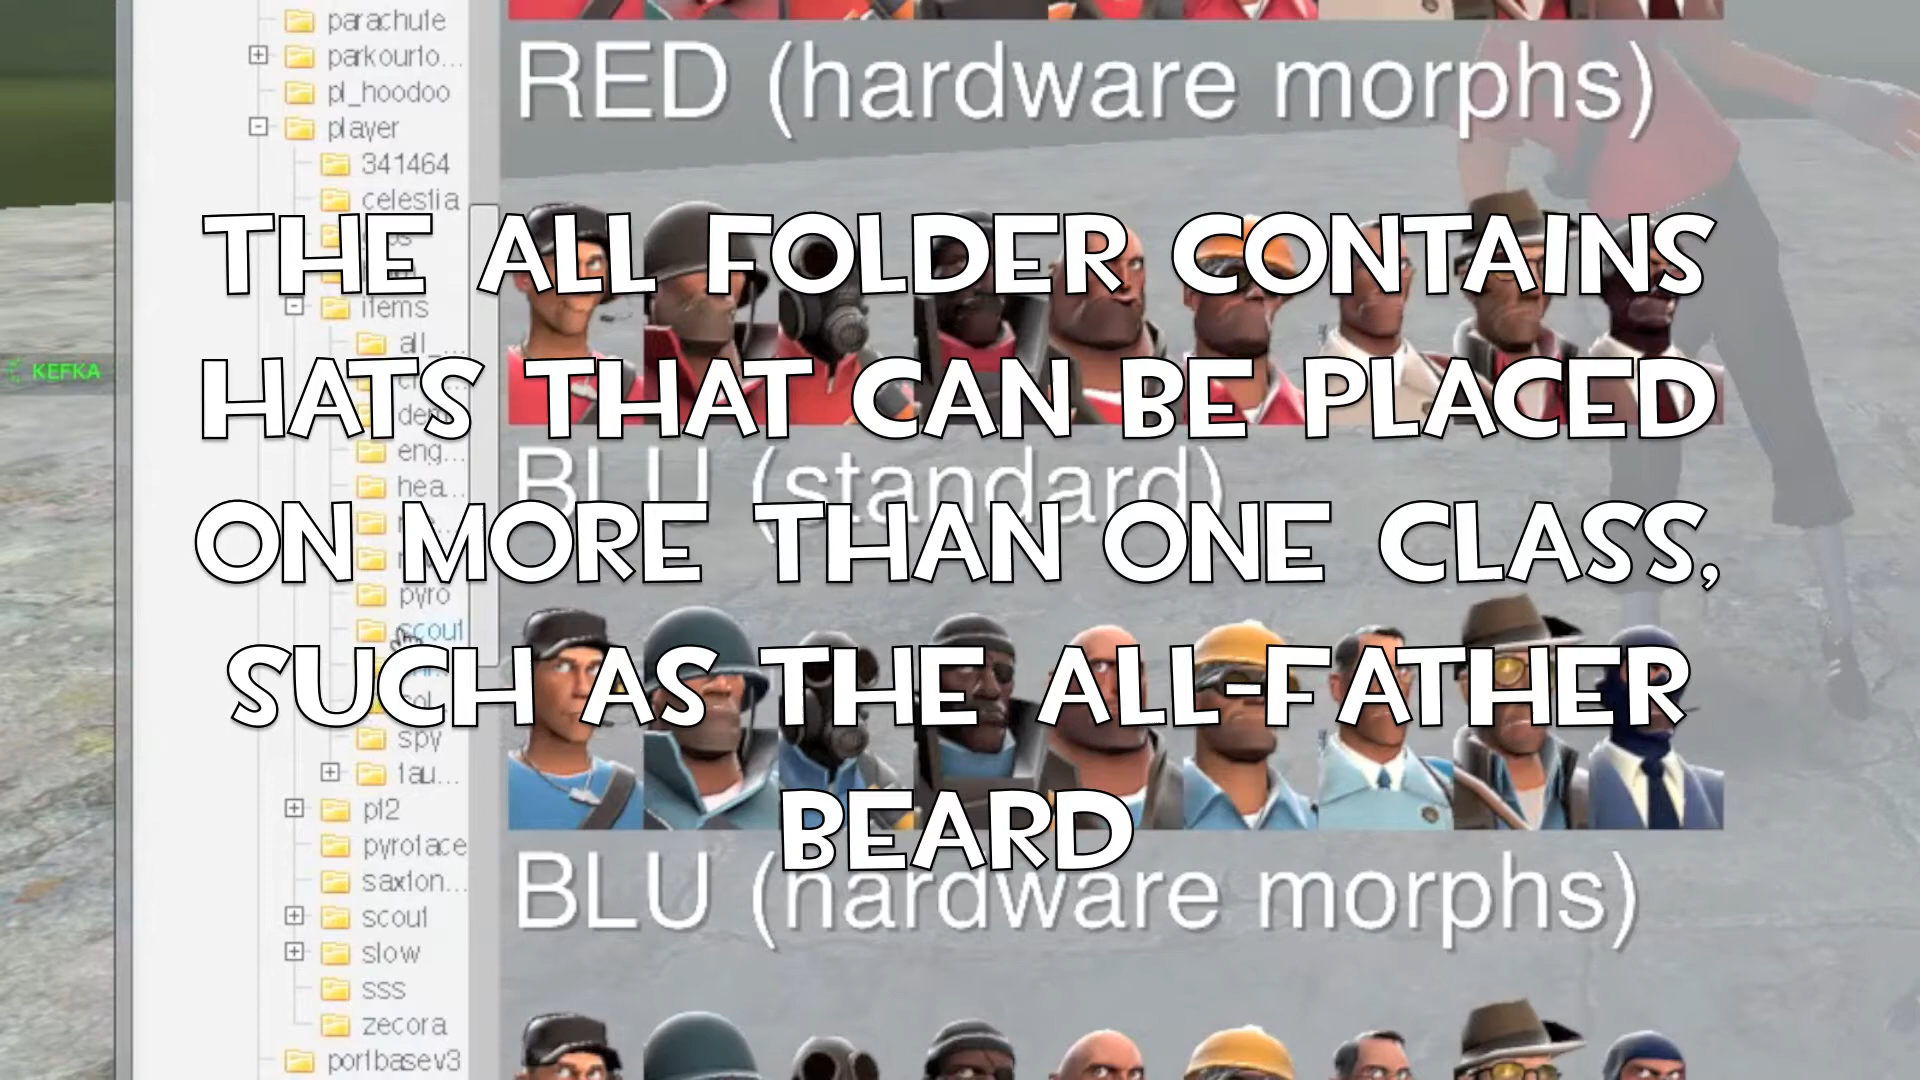 parachute
parkourto...
pl_hoodoo
player
341464
celestia
items
all_...
eng...
hea...
pyro
scout
spy
tau...
pl2
pyroface
saxton...
scout
slow
sss
zecora
portbasev3
KEFKA
RED (hardware morphs)
BLU (standard)
BLU (hardware morphs)
THE ALL FOLDER CONTAINS
HATS THAT CAN BE PLACED
ON MORE THAN ONE CLASS,
SUCH AS THE ALL-FATHER
BEARD